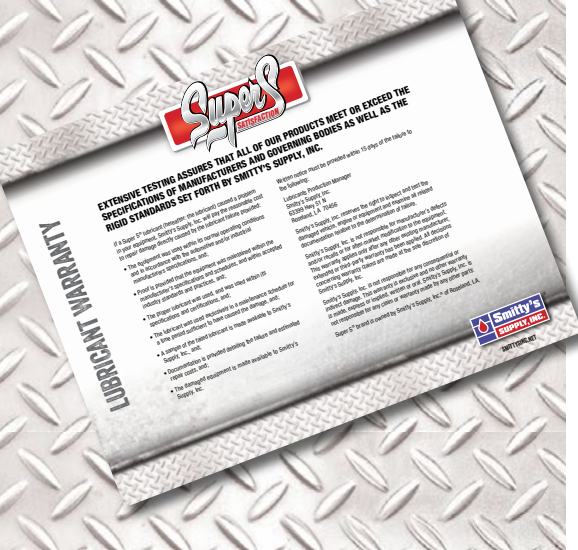 Super S
SATISFACTION
EXTENSIVE TESTING ASSURES THAT ALL OF OUR PRODUCTS MEET OR EXCEED THE
SPECIFICATIONS OF MANUFACTURERS AND GOVERNING BODIES AS WELL AS THE
RIGID STANDARDS SET FORTH BY SMITTY'S SUPPLY, INC.
LUBRICANT WARRANTY
If a Super S® lubricant (hereafter: the lubricant) caused a problem
in your equipment, Smitty's Supply, Inc. will pay the reasonable cost
to repair damage directly caused by the lubricant failure provided:
• The equipment was using within its normal operating conditions
and in accordance with the automotive and/or industrial
manufacturer's specifications, and;
• Proof is provided that the equipment was maintained within the
manufacturer's specifications and schedules, and within accepted
industry standards and practices, and;
• The proper lubricant was used, and was sited within its
specifications and certifications, and;
• The lubricant was used exclusively in a maintenance schedule for
a time period sufficient to have caused the damage, and;
• A sample of the failed lubricant is made available to Smitty's
Supply, Inc., and;
• Documentation is provided detailing the failure and estimated
repair costs, and;
• The damaged equipment is made available to Smitty's
Supply, Inc.
Written notice must be provided within 15 days of the failure to
the following:
Lubricants Production Manager
Smitty's Supply, Inc.
63399 Hwy 51 N
Roseland, LA 70456
Smitty's Supply, Inc. reserves the right to inspect and test the
damaged vehicle, engine or equipment and examine all related
documentation relative to the determination of failure.
Smitty's Supply, Inc. is not responsible for manufacturer's defects
and/or recalls or for after-market modification to the equipment.
This warranty applies only after any other existing manufacturer,
extended or third-party warranty has been applied. All decisions
concerning warranty claims are made at the sole discretion of
Smitty's Supply, Inc.
Smitty's Supply, Inc. is not responsible for any consequential or
indirect damage. This warranty is exclusive and no other warranty
is made, express or implied, written or oral. Smitty's Supply, Inc. is
not responsible for any claims or warrants made by any other party.
Super S® brand is owned by Smitty's Supply, Inc.® of Roseland, LA.
Smitty's
SUPPLY, INC.
SMITTYSINC.NET